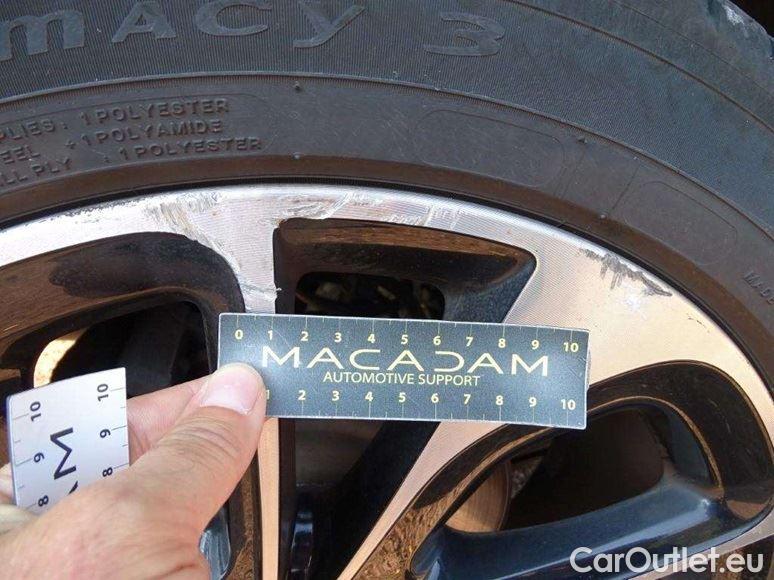 macy 3
PLIES: 1 POLYESTER
EEL + 1 POLYAMIDE
LL PLY : 1 POLYESTER
MAD
0 1 2 3 4 5 6 7 8 9 10
MACADAM
AUTOMOTIVE SUPPORT
1 2 3 4 5 6 7 8 9 10
8 9 10
AM
8 9 10
CarOutlet.eu